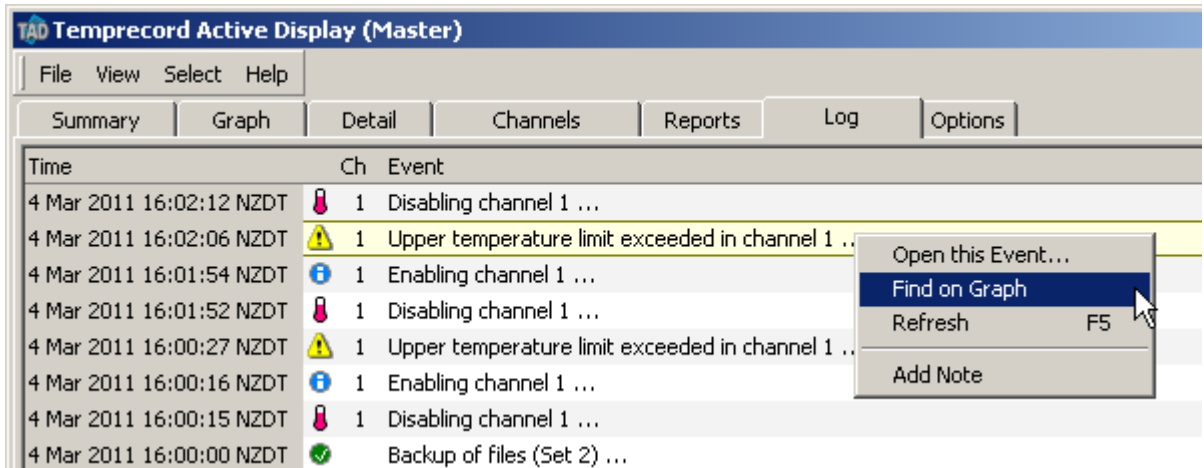 TAD Temprecord Active Display (Master)
File View Select Help
Summary Graph Detail Channels Reports Log Options
Time Ch Event
4 Mar 2011 16:02:12 NZDT 1 Disabling channel 1 ...
4 Mar 2011 16:02:06 NZDT 1 Upper temperature limit exceeded in channel 1 ..
4 Mar 2011 16:01:54 NZDT 1 Enabling channel 1 ...
4 Mar 2011 16:01:52 NZDT 1 Disabling channel 1 ...
4 Mar 2011 16:00:27 NZDT 1 Upper temperature limit exceeded in channel 1 ..
4 Mar 2011 16:00:16 NZDT 1 Enabling channel 1 ...
4 Mar 2011 16:00:15 NZDT 1 Disabling channel 1 ...
4 Mar 2011 16:00:00 NZDT Backup of files (Set 2) ...
Open this Event...
Find on Graph
Refresh F5
Add Note